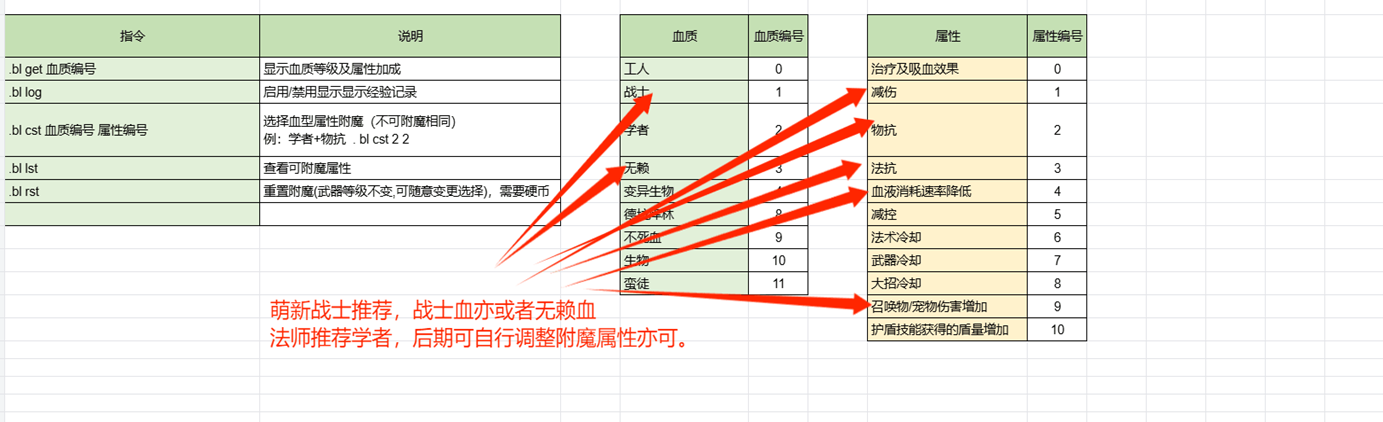 指令 说明 血质 血质编号 属性 属性编号
.bl get 血质编号 显示血质等级及属性加成 工人 0 治疗及吸血效果 0
.bl log 启用/禁用显示显示经验记录 战士 1 减伤 1
.bl cst 血质编号 属性编号 选择血型属性附魔（不可附魔相同） 学者 2 物抗 2
例：学者+物抗 . bl cst 2 2
.bl lst 查看可附魔属性 无赖 3 法抗 3
.bl rst 重置附魔(武器等级不变,可随意变更选择)，需要硬币 变异生物 4 血液消耗速率降低 4
8 减控 5
不死血 9 法术冷却 6
生物 10 武器冷却 7
蛮徒 11 大招冷却 8
召唤物/宠物伤害增加 9
护盾技能获得的盾量增加 10
萌新战士推荐，战士血亦或者无赖血
法师推荐学者，后期可自行调整附魔属性亦可。